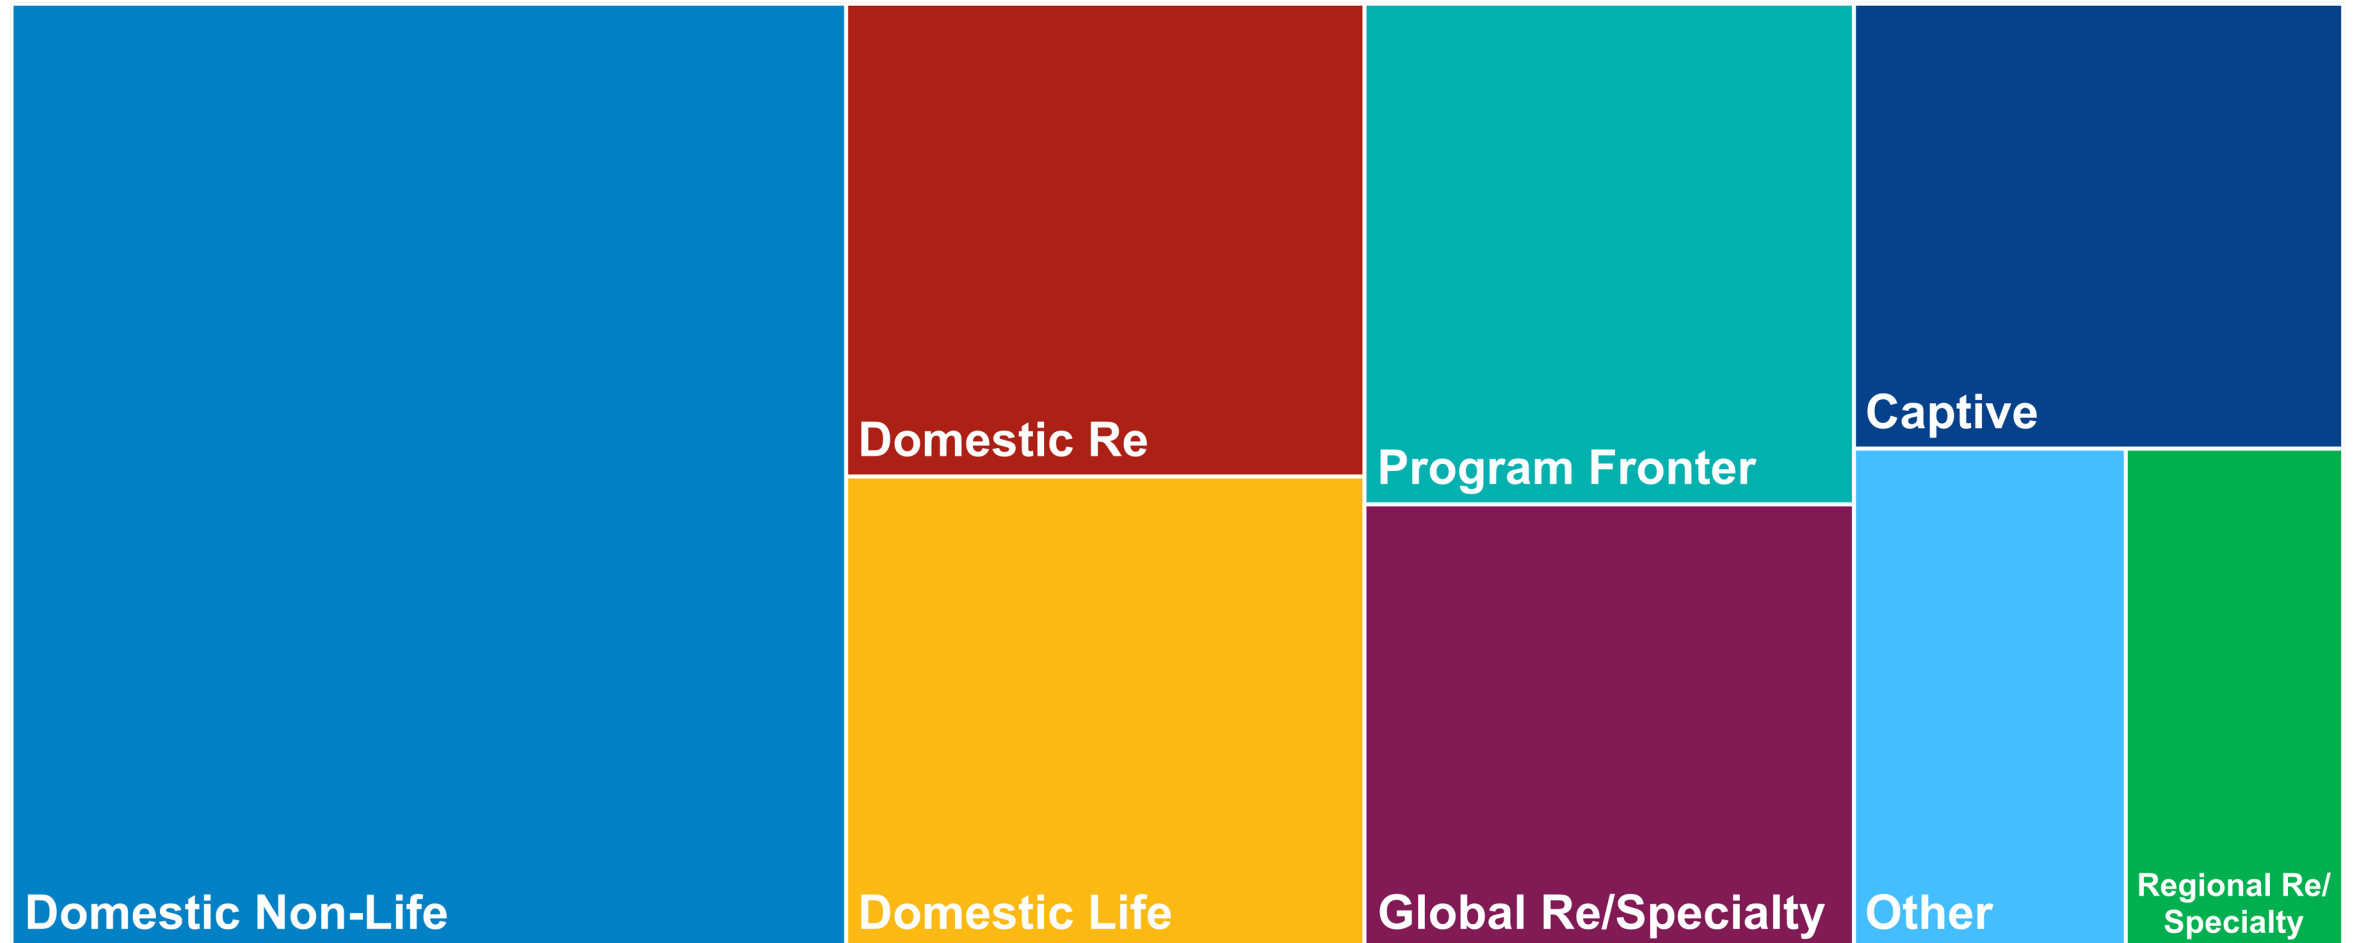 Domestic Non-Life
Domestic Re
Domestic Life
Program Fronter
Global Re/Specialty
Captive
Other
Regional Re/
Specialty